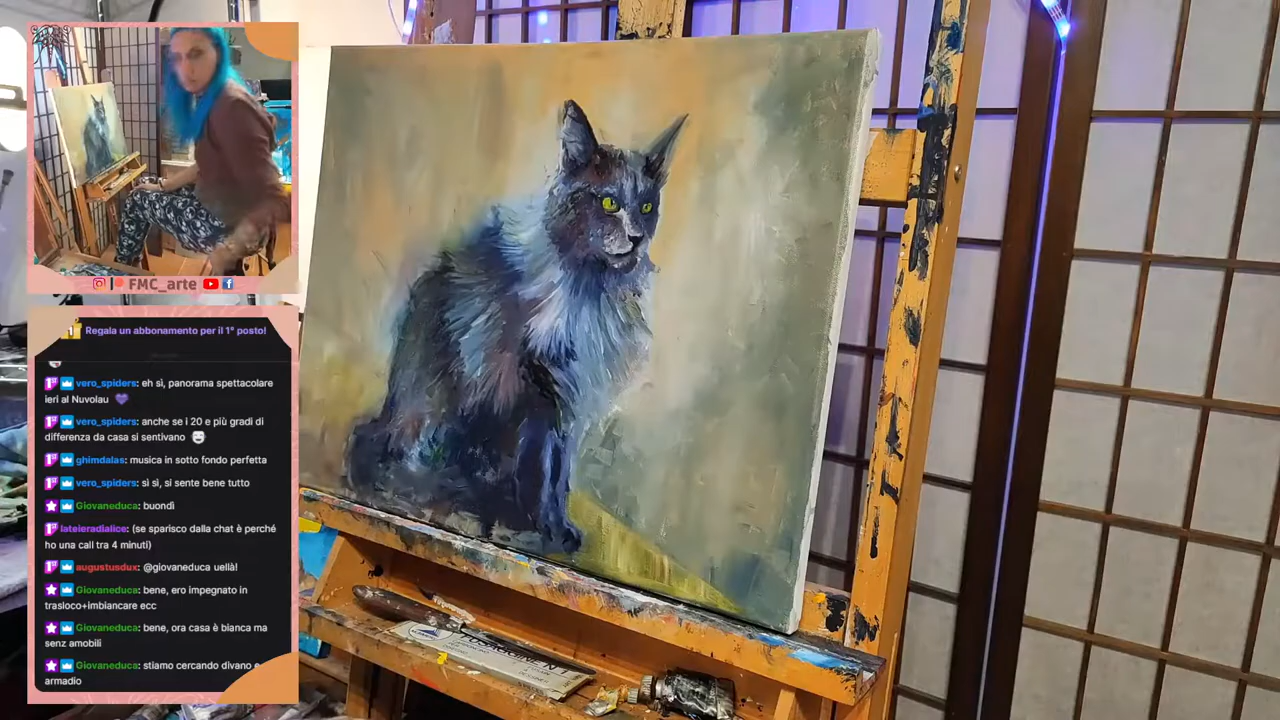 FMC_arte
Regala un abbonamento per il 1° posto!
vero_spiders: eh sì, panorama spettacolare
ieri al Nuvolau
vero_spiders: anche se i 20 e più gradi di
differenza da casa si sentivano
ghimdalas: musica in sotto fondo perfetta
vero_spiders: sì sì, si sente bene tutto
Giovaneduca: buondì
lateieradialice: (se sparisco dalla chat è perché
ho una call tra 4 minuti)
augustusdux: @giovaneduca uellà!
Giovaneduca: bene, ero impegnato in
trasloco+imbiancare ecc
Giovaneduca: bene, ora casa è bianca ma
senz amobili
Giovaneduca: stiamo cercando divano e
armadio